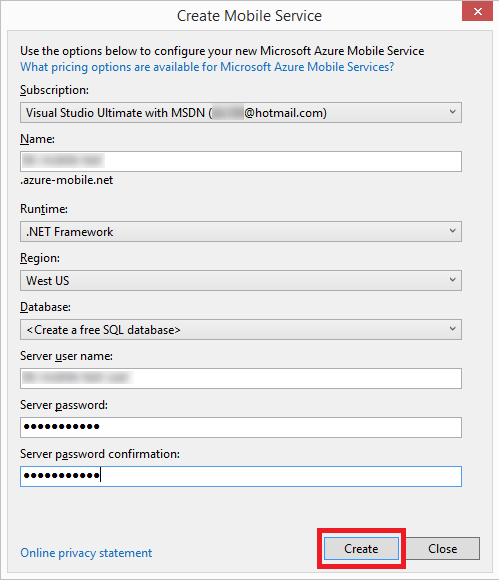 Create Mobile Service
Use the options below to configure your new Microsoft Azure Mobile Service
What pricing options are available for Microsoft Azure Mobile Services?
Subscription:
Visual Studio Ultimate with MSDN ( @hotmail.com)
Name:
.azure-mobile.net
Runtime:
.NET Framework
Region:
West US
Database:
<Create a free SQL database>
Server user name:
Server password:
●●●●●●●●●●●
Server password confirmation:
●●●●●●●●●●●
Online privacy statement
Create
Close